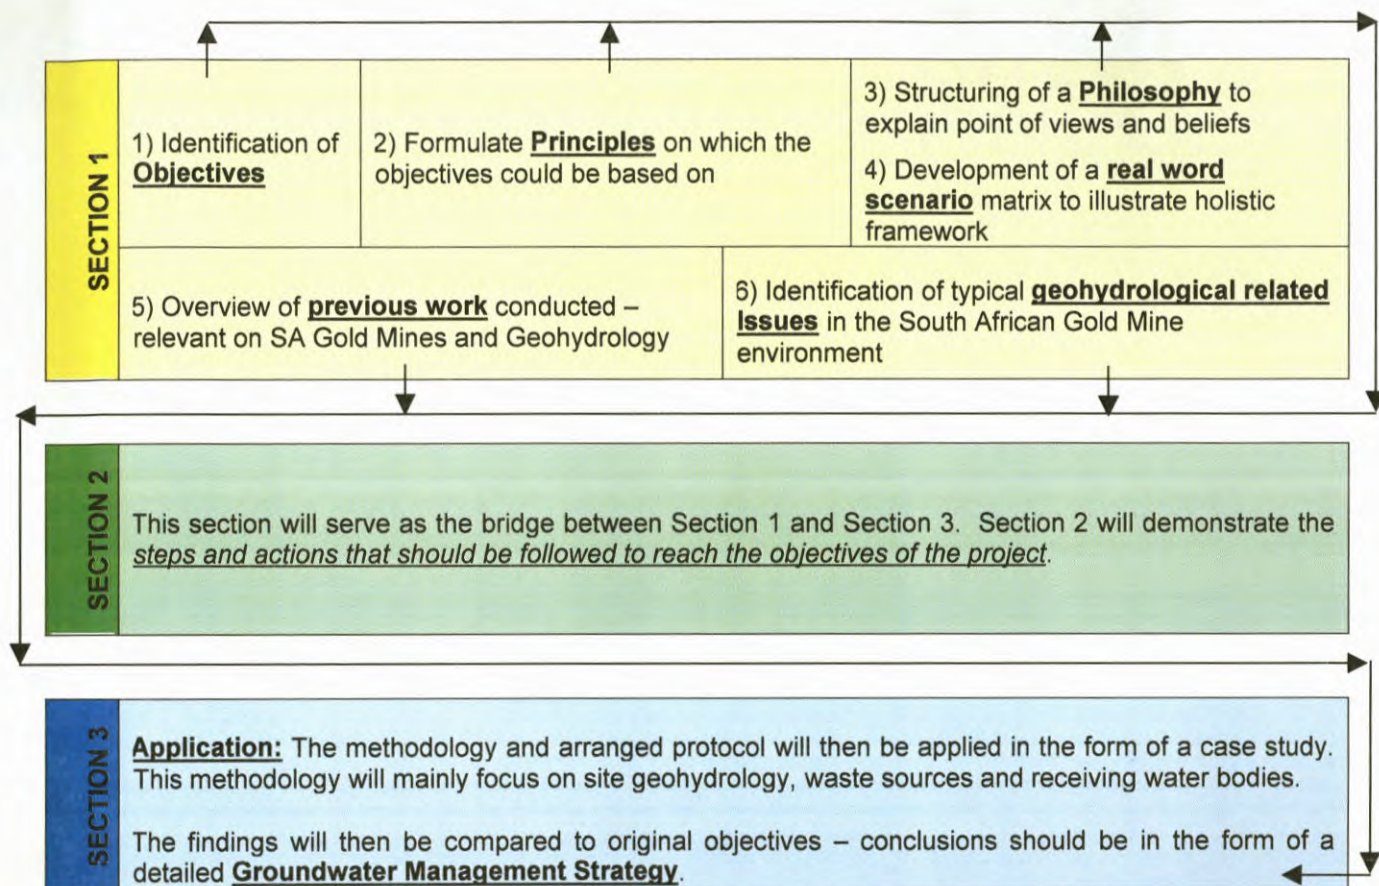 SECTION 1
1) Identification of
Objectives
2) Formulate Principles on which the
objectives could be based on
3) Structuring of a Philosophy to
explain point of views and beliefs
4) Development of a real word
scenario matrix to illustrate holistic
framework
5) Overview of previous work conducted –
relevant on SA Gold Mines and Geohydrology
6) Identification of typical geohydrological related
Issues in the South African Gold Mine
environment
SECTION 2
This section will serve as the bridge between Section 1 and Section 3. Section 2 will demonstrate the
steps and actions that should be followed to reach the objectives of the project.
SECTION 3
Application: The methodology and arranged protocol will then be applied in the form of a case study.
This methodology will mainly focus on site geohydrology, waste sources and receiving water bodies.
The findings will then be compared to original objectives – conclusions should be in the form of a
detailed Groundwater Management Strategy.